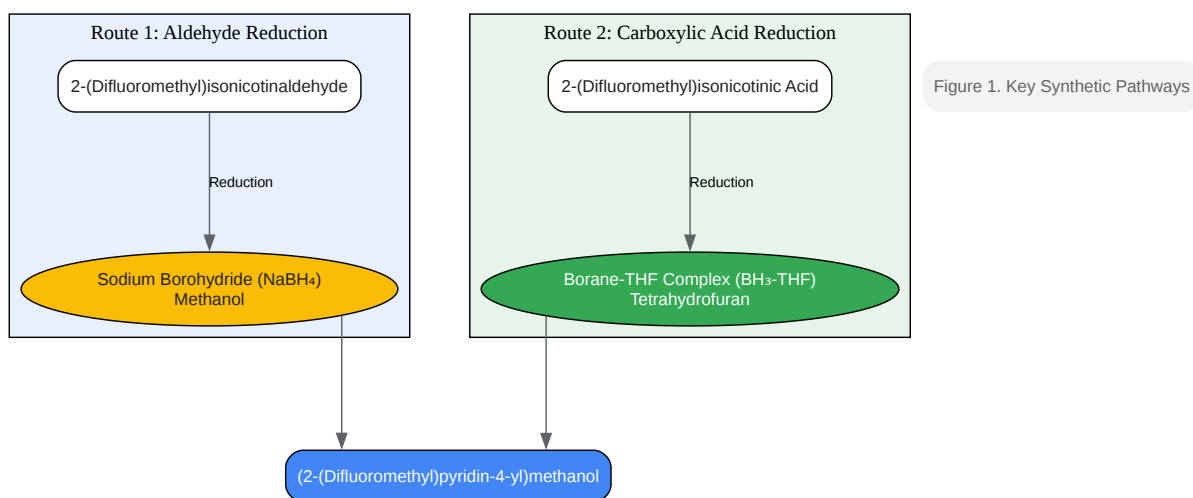 Route 1: Aldehyde Reduction
2-(Difluoromethyl)isonicotinaldehyde
Reduction
Sodium Borohydride (NaBH₄)
Methanol
Route 2: Carboxylic Acid Reduction
2-(Difluoromethyl)isonicotinic Acid
Reduction
Borane-THF Complex (BH₃-THF)
Tetrahydrofuran
Figure 1. Key Synthetic Pathways
(2-(Difluoromethyl)pyridin-4-yl)methanol